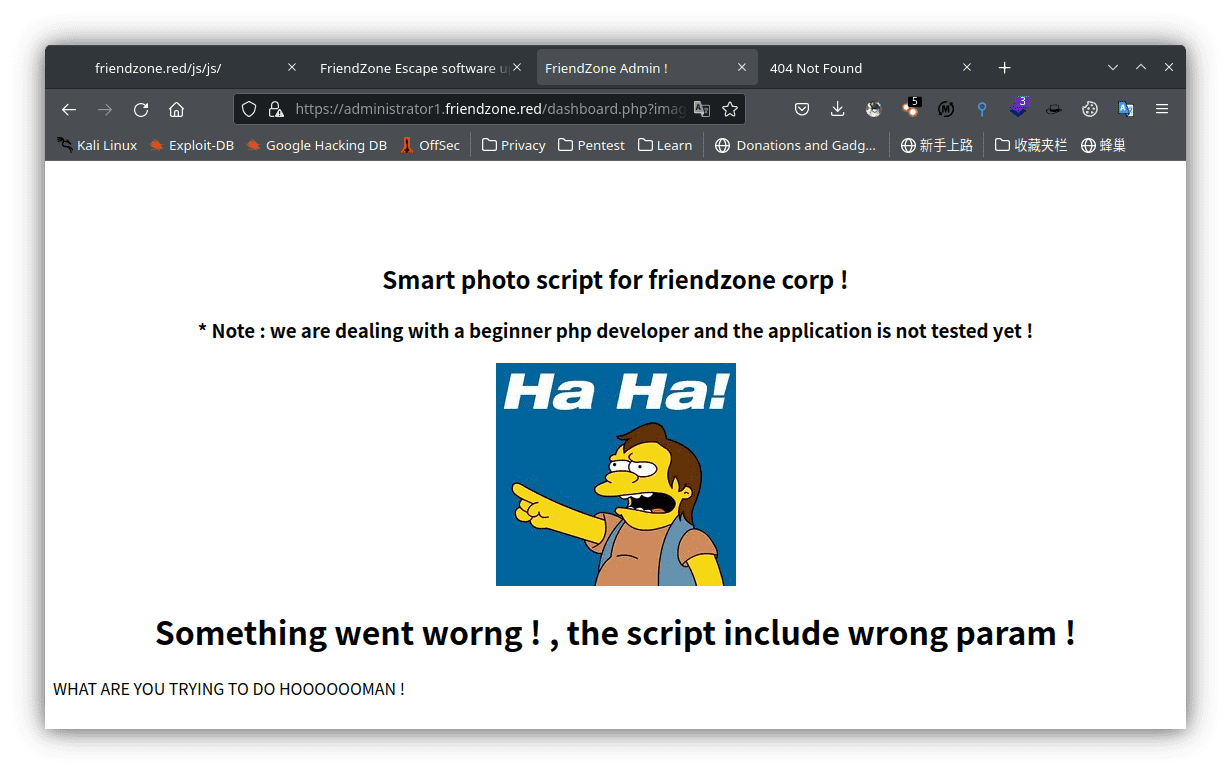 friendzone.red/js/js/
FriendZone Escape software u
FriendZone Admin !
404 Not Found
https://administrator1.friendzone.red/dashboard.php?imag
5
3
Kali Linux
Exploit-DB
Google Hacking DB
OffSec
Privacy
Pentest
Learn
Donations and Gadg...
新手上路
收藏夹栏
蜂巢
Smart photo script for friendzone corp !
* Note : we are dealing with a beginner php developer and the application is not tested yet !
Ha Ha!
Something went worng ! , the script include wrong param !
WHAT ARE YOU TRYING TO DO HOOOOOOMAN !